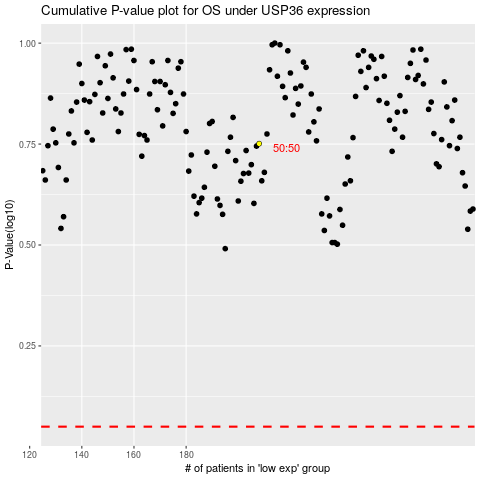 Cumulative P-value plot for OS under USP36 expression
1.00
0.75
0.50
0.25
50:50
P-Value(log10)
120 140 160 180
# of patients in 'low exp' group